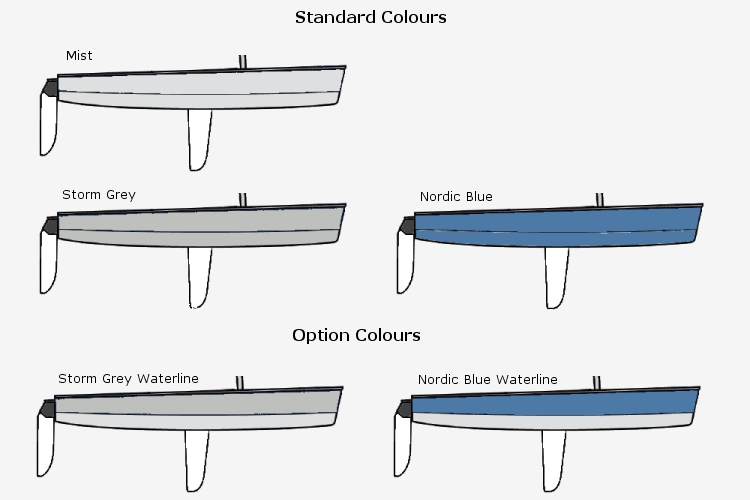 Standard Colours
Mist
Storm Grey
Nordic Blue
Option Colours
Storm Grey Waterline
Nordic Blue Waterline